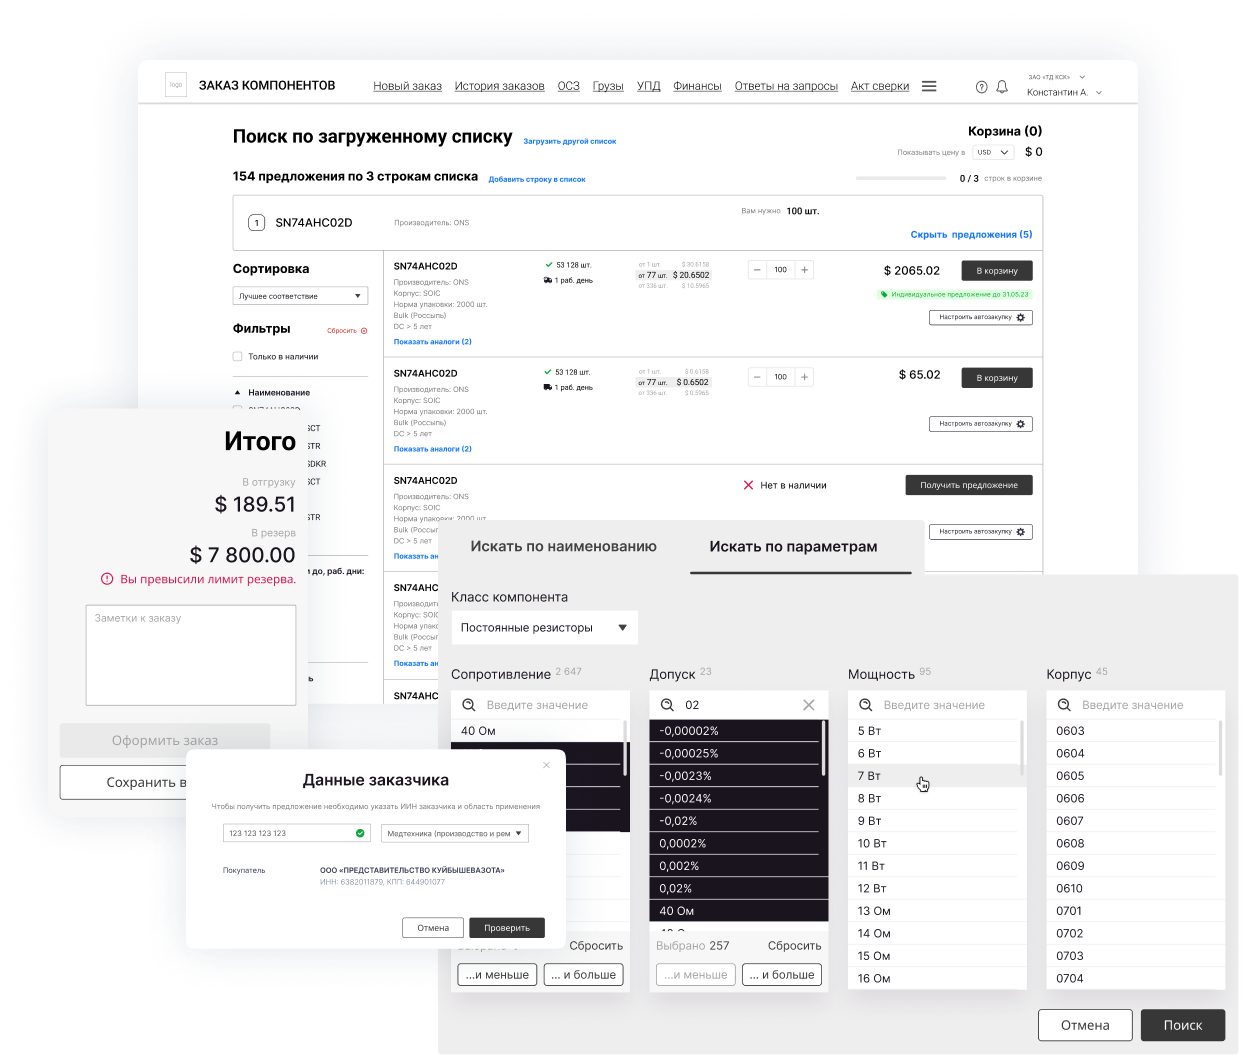 logo
ЗАКАЗ КОМПОНЕНТОВ
Новый заказ История заказов ОСЗ Грузы УПД Финансы Ответы на запросы Акт сверки
ЗАО «ТД КСК»
Константин А.
Поиск по загруженному списку Загрузить другой список
Корзина (0)
Показывать цену в USD $ 0
154 предложения по 3 строкам списка Добавить строку в список
0 / 3 строк в корзине
1 SN74AHC02D Производитель: ONS
Вам нужно 100 шт.
Скрыть предложения (5)
Сортировка
Лучшее соответствие
Фильтры Сбросить
Только в наличии
Наименование
SCT
STR
SDKR
SCT
STR
до, раб. дни:
SN74AHC02D
Производитель: ONS
Корпус: SOIC
Норма упаковки: 2000 шт.
Bulk (Россыпь)
DC > 5 лет
Показать аналоги (2)
53 128 шт.
1 раб. день
от 1 шт. $ 30.6158
от 77 шт. $ 20.6502
от 336 шт. $ 10.5965
100
$ 2065.02 В корзину
Индивидуальное предложение до 31.05.23
Настроить автозакупку
SN74AHC02D
Производитель: ONS
Корпус: SOIC
Норма упаковки: 2000 шт.
Bulk (Россыпь)
DC > 5 лет
Показать аналоги (2)
53 128 шт.
1 раб. день
от 1 шт. $ 0.6158
от 77 шт. $ 0.6502
от 336 шт. $ 0.5965
100
$ 65.02 В корзину
Настроить автозакупку
SN74AHC02D
Производитель: ONS
Корпус: SOIC
Норма упаковки: 2000 шт.
Bulk (Россып
DC > 5 лет
Показать ан
Нет в наличии
Получить предложение
Настроить автозакупку
SN74AHC
Производит
Корпус: SOIC
Норма упако
Bulk (Россып
DC > 5 лет
Показать ан
SN74AHC
Итого
В отгрузку
$ 189.51
В резерв
$ 7 800.00
Вы превысили лимит резерва.
Заметки к заказу
Оформить заказ
Сохранить в
Данные заказчика
Чтобы получить предложение необходимо указать ИИН заказчика и область применения
123 123 123 123
Медтехника (производство и рем
Покупатель
ООО «ПРЕДСТАВИТЕЛЬСТВО КУЙБЫШЕВАЗОТА»
ИНН: 6382011879, КПП: 644901077
Отмена Проверить
Искать по наименованию Искать по параметрам
Класс компонента
Постоянные резисторы
Сопротивление 2 647
Введите значение
40 Ом
Сбросить
...и меньше ... и больше
Допуск 23
02
-0,00002%
-0,00025%
-0,0023%
-0,0024%
-0,02%
0,0002%
0,002%
0,02%
40 Ом
Выбрано 257 Сбросить
...и меньше ... и больше
Мощность 95
Введите значение
5 Вт
6 Вт
7 Вт
8 Вт
9 Вт
10 Вт
11 Вт
12 Вт
13 Ом
14 Ом
15 Ом
16 Ом
Корпус 45
Введите значение
0603
0604
0605
0606
0607
0608
0609
0610
0701
0702
0703
0704
Отмена Поиск